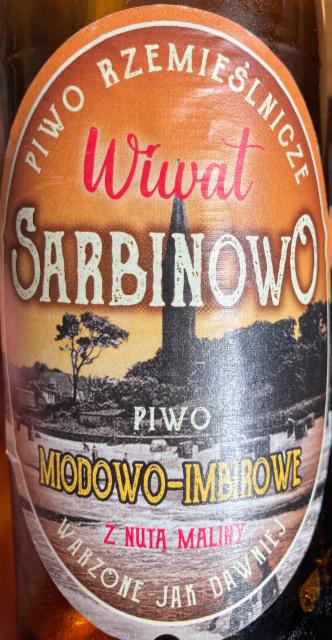 PIWO RZEMIEŚLNICZE
Wiwat
SARBINOWO
PIWO
MIODOWO-IMBIROWE
Z NUTĄ MALINY
WARZONE JAK DAWNIEJ